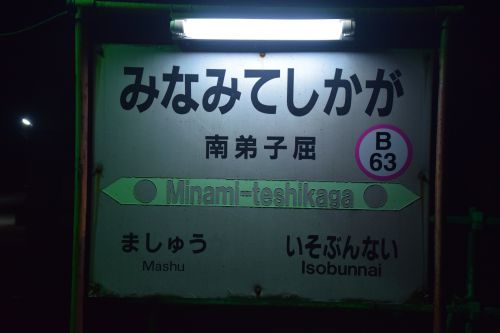 みなみてしかが
南弟子屈
B
63
Minami-teshikaga
ましゅう
Mashu
いそぶんない
Isobunnai